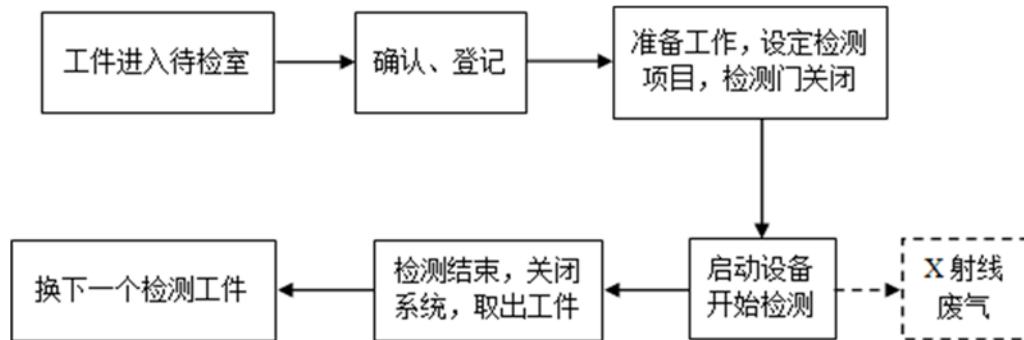 工件进入待检室
确认、登记
准备工作，设定检测
项目，检测门关闭
启动设备
开始检测
X 射线
废气
检测结束，关闭
系统，取出工件
换下一个检测工件